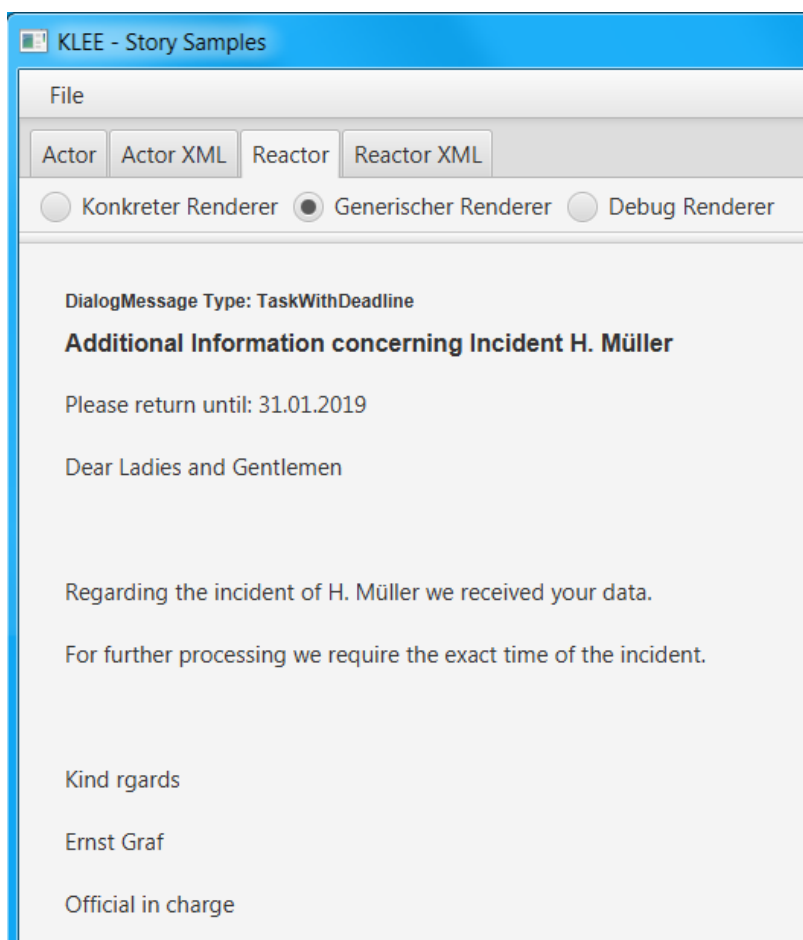 KLEE - Story Samples
File
Actor Actor XML Reactor Reactor XML
Konkreter Renderer Generischer Renderer Debug Renderer
DialogMessage Type: TaskWithDeadline
Additional Information concerning Incident H. Müller
Please return until: 31.01.2019
Dear Ladies and Gentlemen
Regarding the incident of H. Müller we received your data.
For further processing we require the exact time of the incident.
Kind rgards
Ernst Graf
Official in charge